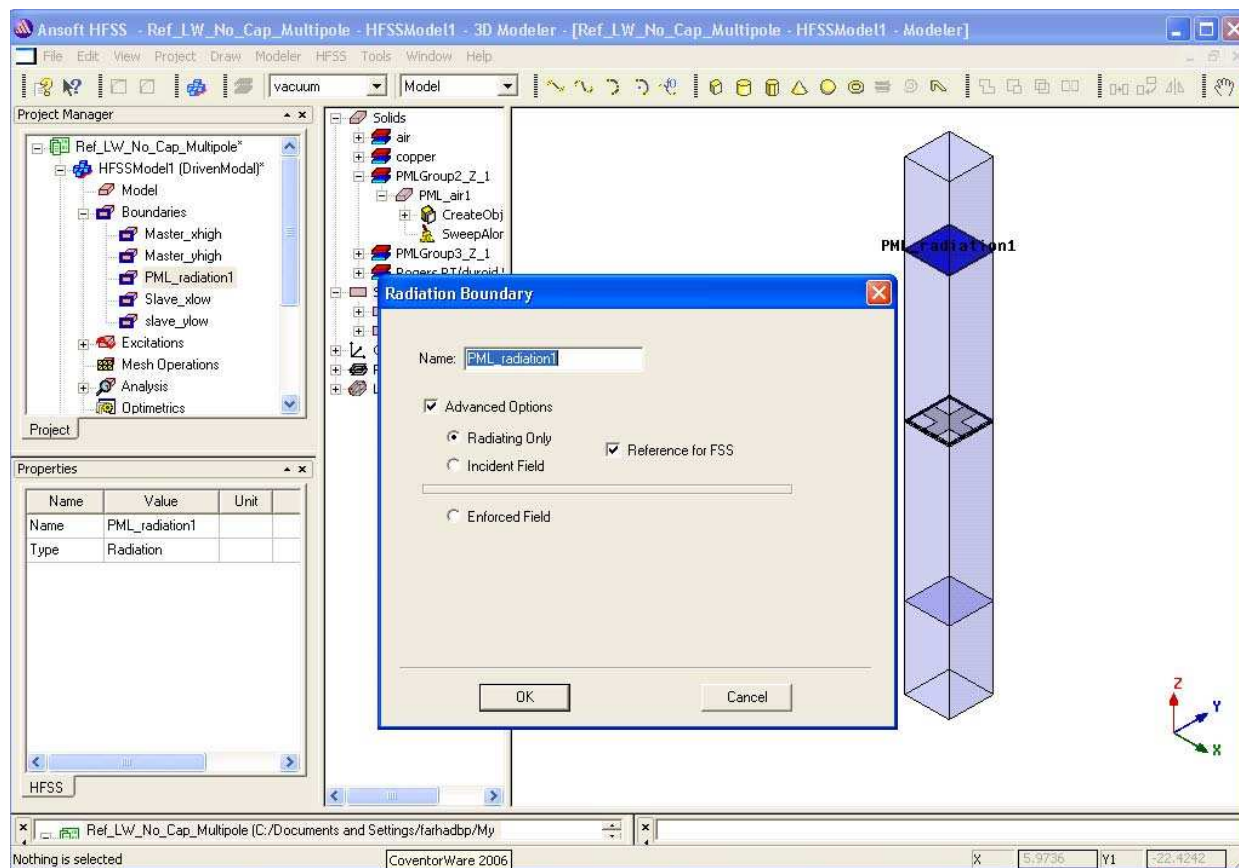 Ansoft HFSS - Ref_LW_No_Cap_Multipole - HFSSModel1 - 3D Modeler - [Ref_LW_No_Cap_Multipole - HFSSModel1 - Modeler]
File Edit View Project Draw Modeler HFSS Tools Window Help
vacuum Model
Project Manager
Ref_LW_No_Cap_Multipole*
HFSSModel1 (DrivenModal)*
Model
Boundaries
Master_xhigh
Master_yhigh
PML_radiation1
Slave_xlow
slave_ylow
Excitations
Mesh Operations
Analysis
Optimetrics
Project
Properties
Name Value Unit
Name PML_radiation1
Type Radiation
HFSS
Solids
air
copper
PMLGroup2_Z_1
PML_air1
CreateObj
SweepAlor
PMLGroup3_Z_1
Rogers RT/duroid
PML_radiation1
Radiation Boundary
Name: PML_radiation1
Advanced Options
Radiating Only
Reference for FSS
Incident Field
Enforced Field
OK Cancel
Z
Y
X
Ref_LW_No_Cap_Multipole (C:/Documents and Settings/farhadbp/My
Nothing is selected CoventorWare 2006 X 5.9736 Y1 -22.4242